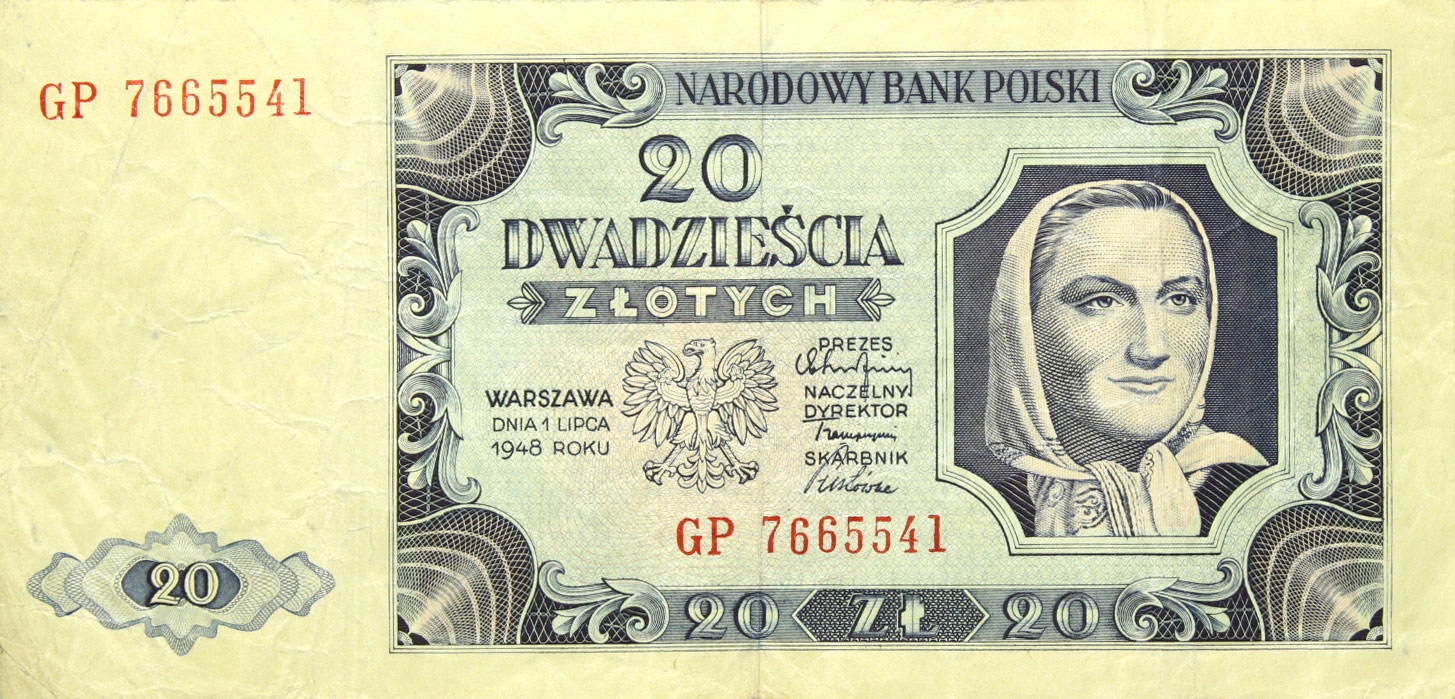 GP 7665541
NARODOWY BANK POLSKI
20
DWADZIEŚCIA
ZŁOTYCH
WARSZAWA
DNIA 1 LIPCA
1948 ROKU
PREZES
NACZELNY
DYREKTOR
SKARBNIK
GP 7665541
20
20 ZŁ 20